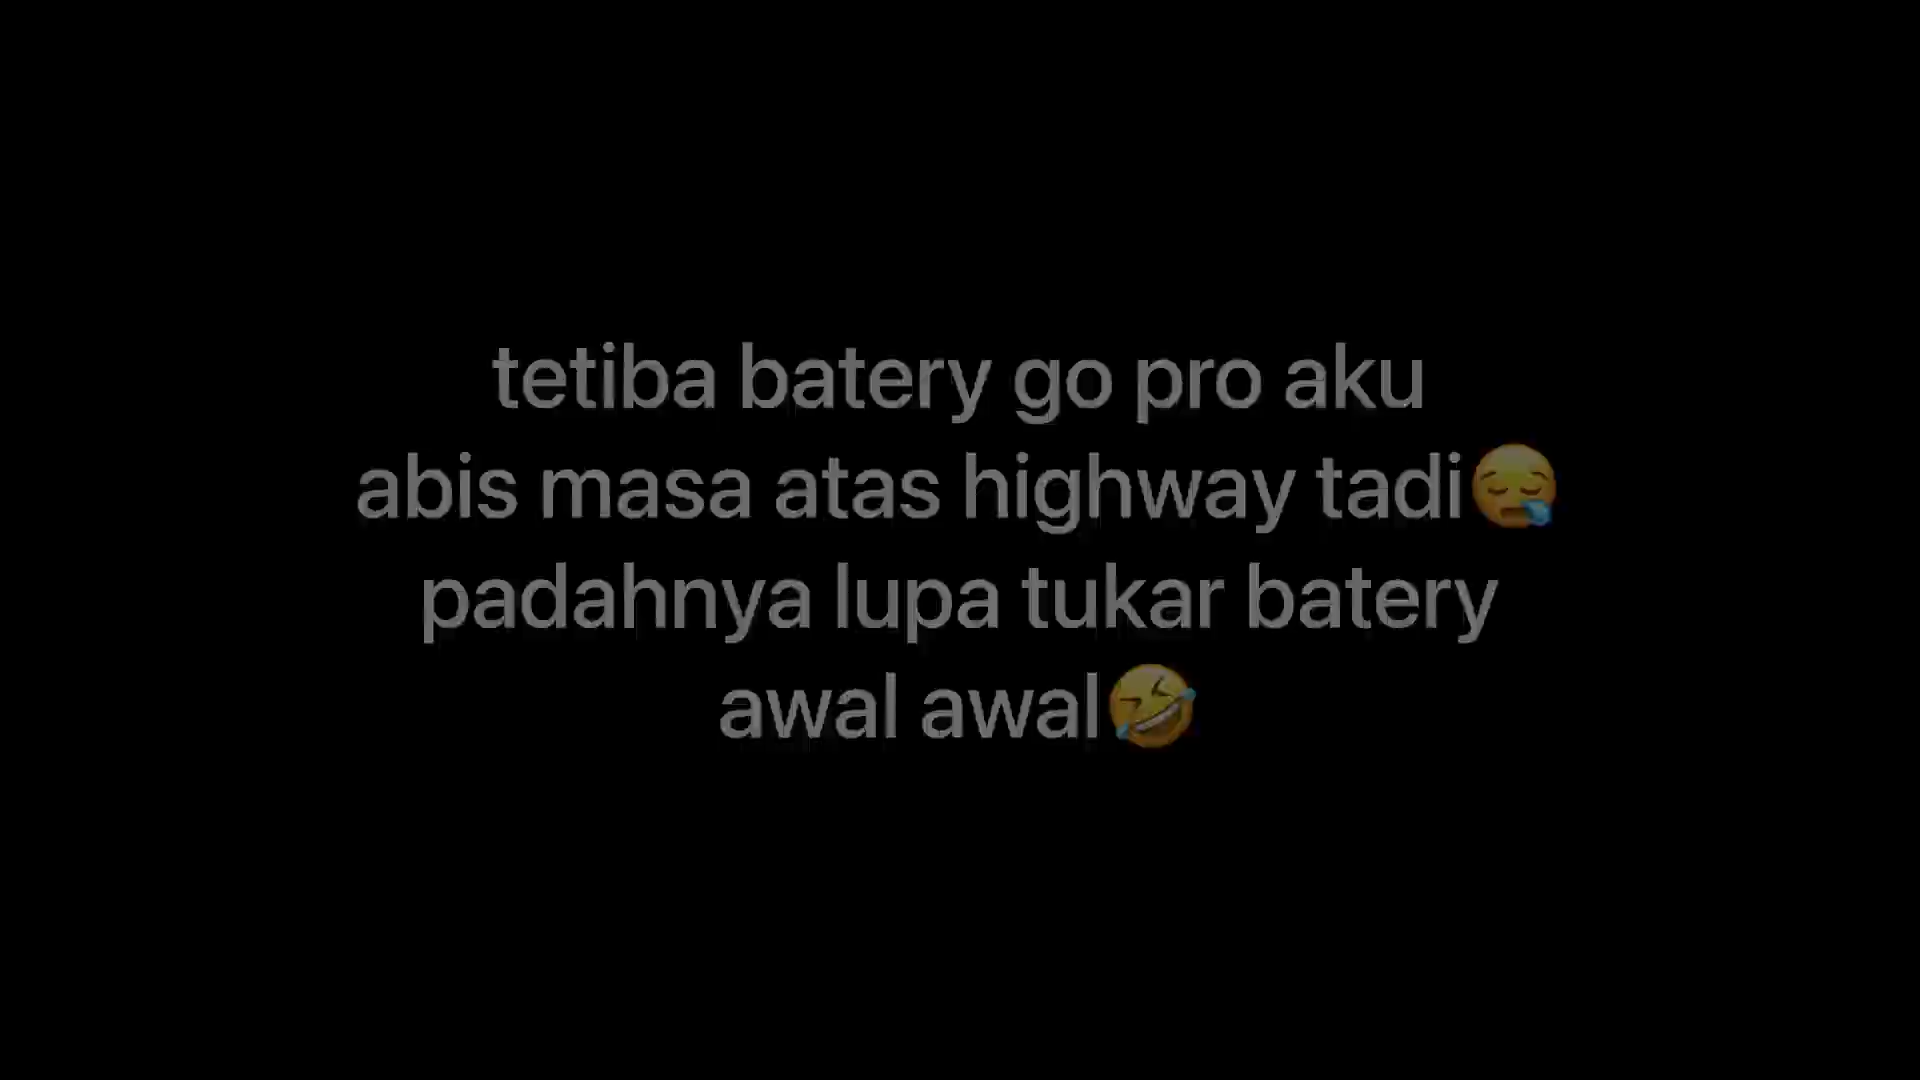 tetiba batery go pro aku
abis masa atas highway tadi😪
padahnya lupa tukar batery
awal awal🤣